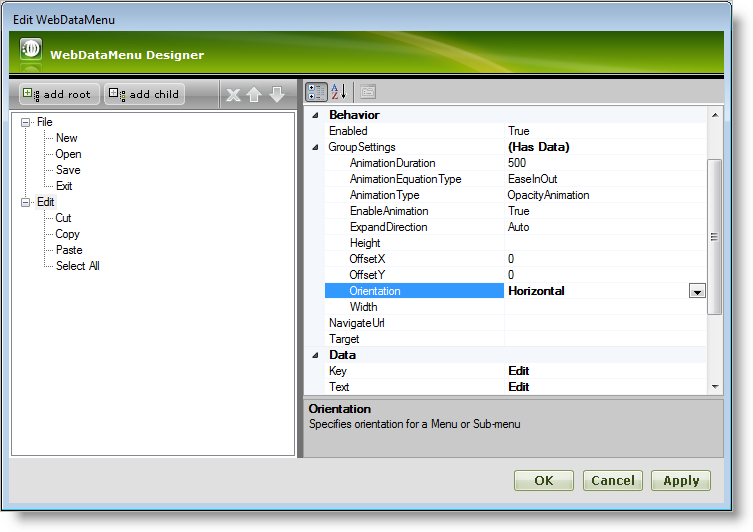 Edit WebDataMenu
WebDataMenu Designer
add root
add child
File
New
Open
Save
Exit
Edit
Cut
Copy
Paste
Select All
A
Z
Behavior
Enabled True
GroupSettings (Has Data)
AnimationDuration 500
AnimationEquationType EaseInOut
AnimationType OpacityAnimation
EnableAnimation True
ExpandDirection Auto
Height
OffsetX 0
OffsetY 0
Orientation Horizontal
Width
NavigateUrl
Target
Data
Key Edit
Text Edit
Orientation
Specifies orientation for a Menu or Sub-menu
OK Cancel Apply